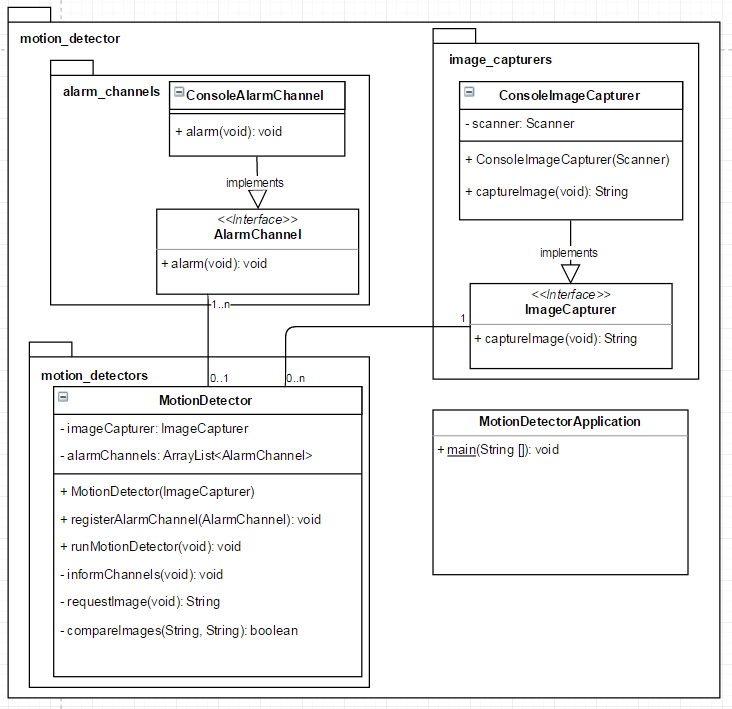 motion_detector
alarm_channels
ConsoleAlarmChannel
+ alarm(void): void
implements
<<Interface>>
AlarmChannel
+ alarm(void): void
1..n
0..1
image_capturers
ConsoleImageCapturer
- scanner: Scanner
+ ConsoleImageCapturer(Scanner)
+ captureImage(void): String
implements
<<Interface>>
ImageCapturer
+ captureImage(void): String
1
0..n
motion_detectors
MotionDetector
- imageCapturer: ImageCapturer
- alarmChannels: ArrayList<AlarmChannel>
+ MotionDetector(ImageCapturer)
+ registerAlarmChannel(AlarmChannel): void
+ runMotionDetector(void): void
- informChannels(void): void
- requestImage(void): String
- compareImages(String, String): boolean
MotionDetectorApplication
+ main(String []): void